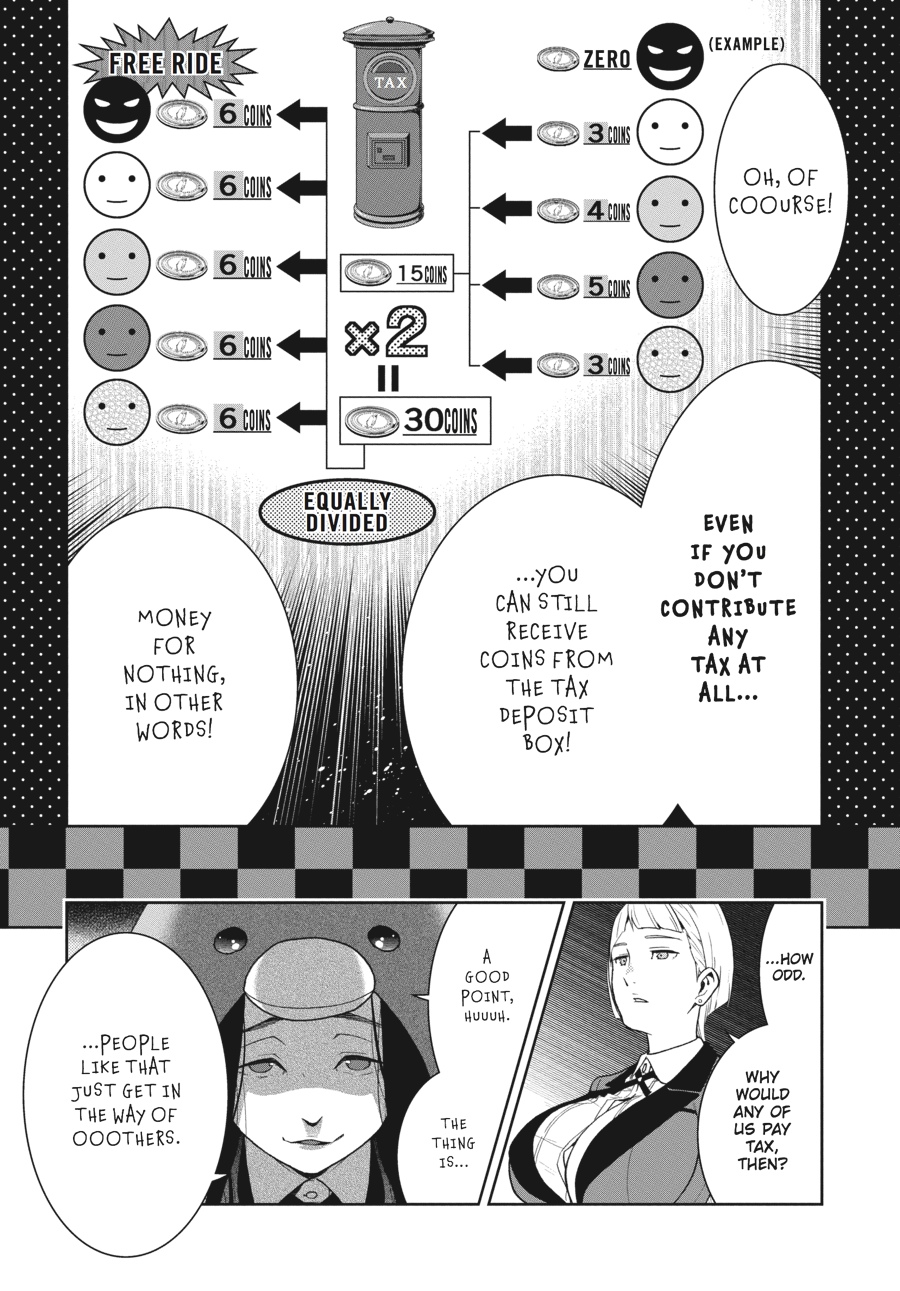 OH, OF
COOURSE!
(EXAMPLE)
ZERO
3 COINS
4 COINS
5 COINS
3 COINS
TAX
15 COINS
×2
=
30 COINS
FREE RIDE
6 COINS
6 COINS
6 COINS
6 COINS
6 COINS
EQUALLY
DIVIDED
EVEN
IF YOU
DON'T
CONTRIBUTE
ANY
TAX AT
ALL...
...YOU
CAN STILL
RECEIVE
COINS FROM
THE TAX
DEPOSIT
BOX!
MONEY
FOR
NOTHING,
IN OTHER
WORDS!
...HOW
ODD.
WHY
WOULD
ANY OF
US PAY
TAX,
THEN?
A
GOOD
POINT,
HUUUH.
THE
THING
IS...
...PEOPLE
LIKE THAT
JUST GET IN
THE WAY OF
OOOTHERS.